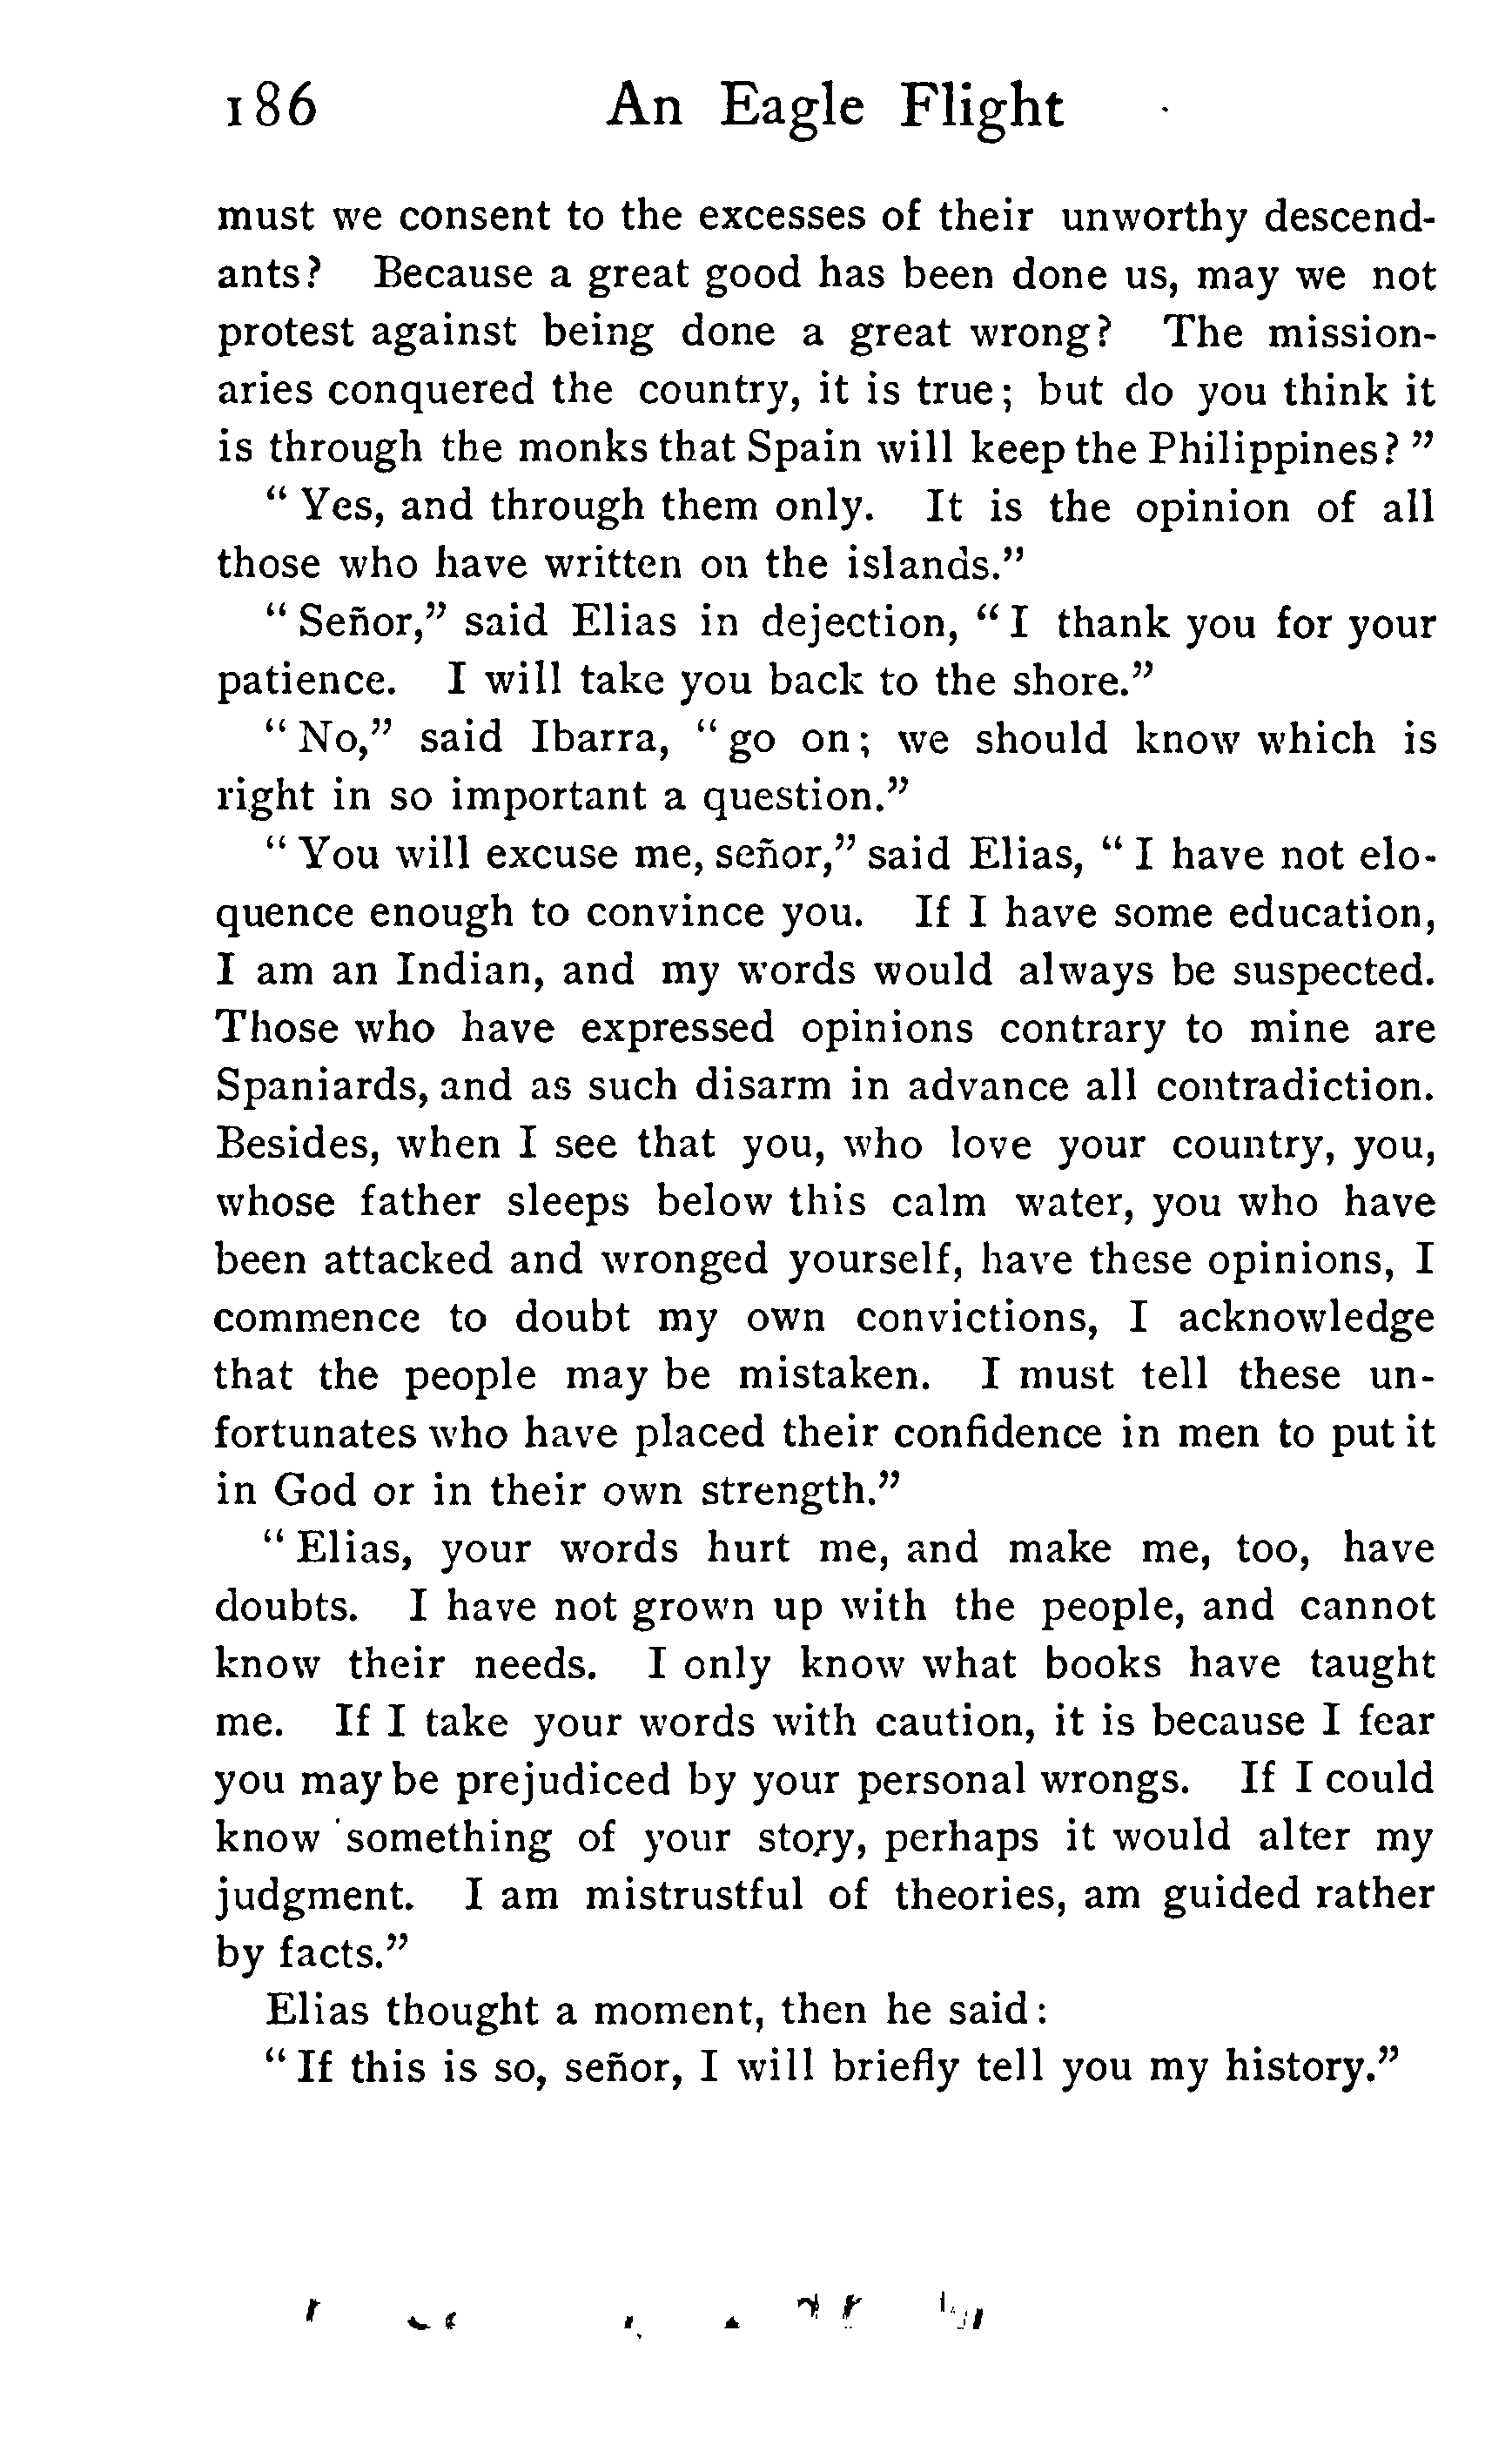 186 An Eagle Flight
must we consent to the excesses of their unworthy descend-
ants? Because a great good has been done us, may we not
protest against being done a great wrong? The mission-
aries conquered the country, it is true; but do you think it
is through the monks that Spain will keep the Philippines?”
“Yes, and through them only. It is the opinion of all
those who have written on the islands.”
“Señor,” said Elias in dejection, “I thank you for your
patience. I will take you back to the shore.”
“No,” said Ibarra, “go on; we should know which is
right in so important a question.”
“You will excuse me, señor,” said Elias, “I have not elo-
quence enough to convince you. If I have some education,
I am an Indian, and my words would always be suspected.
Those who have expressed opinions contrary to mine are
Spaniards, and as such disarm in advance all contradiction.
Besides, when I see that you, who love your country, you,
whose father sleeps below this calm water, you who have
been attacked and wronged yourself, have these opinions, I
commence to doubt my own convictions, I acknowledge
that the people may be mistaken. I must tell these un-
fortunates who have placed their confidence in men to put it
in God or in their own strength.”
“Elias, your words hurt me, and make me, too, have
doubts. I have not grown up with the people, and cannot
know their needs. I only know what books have taught
me. If I take your words with caution, it is because I fear
you may be prejudiced by your personal wrongs. If I could
know something of your story, perhaps it would alter my
judgment. I am mistrustful of theories, am guided rather
by facts.”
Elias thought a moment, then he said:
“If this is so, señor, I will briefly tell you my history.”